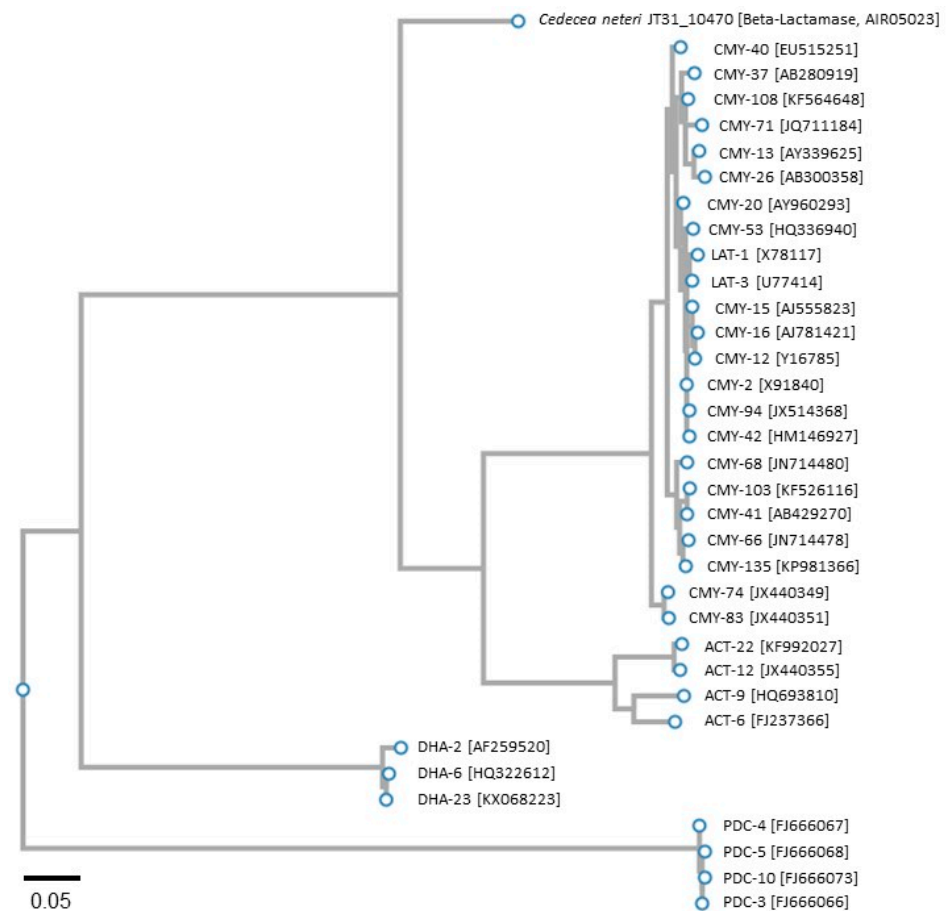 Cedecea neteri JT31_10470 [Beta-Lactamase, AIR05023]
CMY-40 [EU515251]
CMY-37 [AB280919]
CMY-108 [KF564648]
CMY-71 [JQ711184]
CMY-13 [AY339625]
CMY-26 [AB300358]
CMY-20 [AY960293]
CMY-53 [HQ336940]
LAT-1 [X78117]
LAT-3 [U77414]
CMY-15 [AJ555823]
CMY-16 [AJ781421]
CMY-12 [Y16785]
CMY-2 [X91840]
CMY-94 [JX514368]
CMY-42 [HM146927]
CMY-68 [JN714480]
CMY-103 [KF526116]
CMY-41 [AB429270]
CMY-66 [JN714478]
CMY-135 [KP981366]
CMY-74 [JX440349]
CMY-83 [JX440351]
ACT-22 [KF992027]
ACT-12 [JX440355]
ACT-9 [HQ693810]
ACT-6 [FJ237366]
DHA-2 [AF259520]
DHA-6 [HQ322612]
DHA-23 [KX068223]
PDC-4 [FJ666067]
PDC-5 [FJ666068]
PDC-10 [FJ666073]
PDC-3 [FJ666066]
0.05